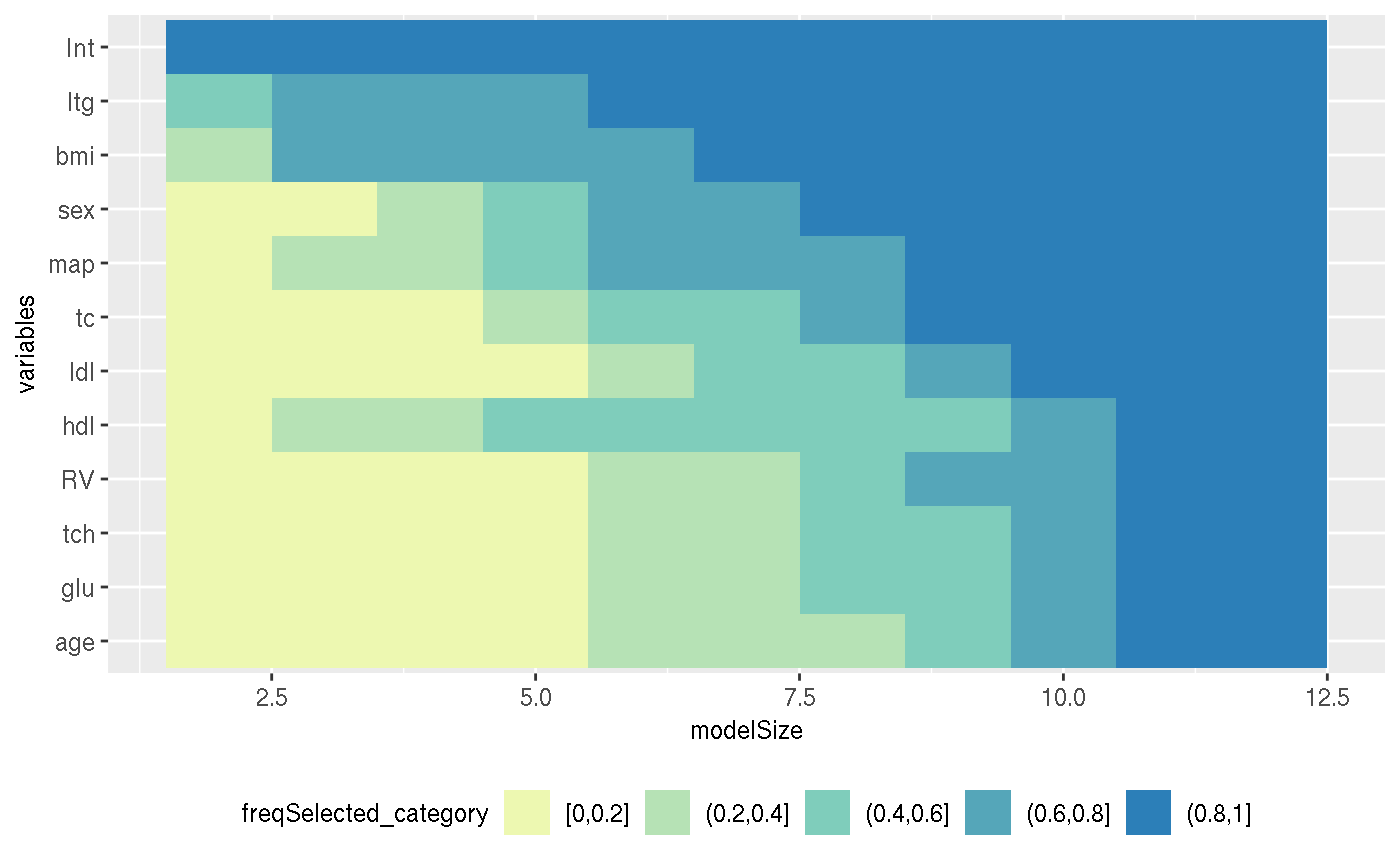 variables
Int
ltg
bmi
sex
map
tc
ldl
hdl
RV
tch
glu
age
2.5 5.0 7.5 10.0 12.5
modelSize
freqSelected_category [0,0.2] (0.2,0.4] (0.4,0.6] (0.6,0.8] (0.8,1]